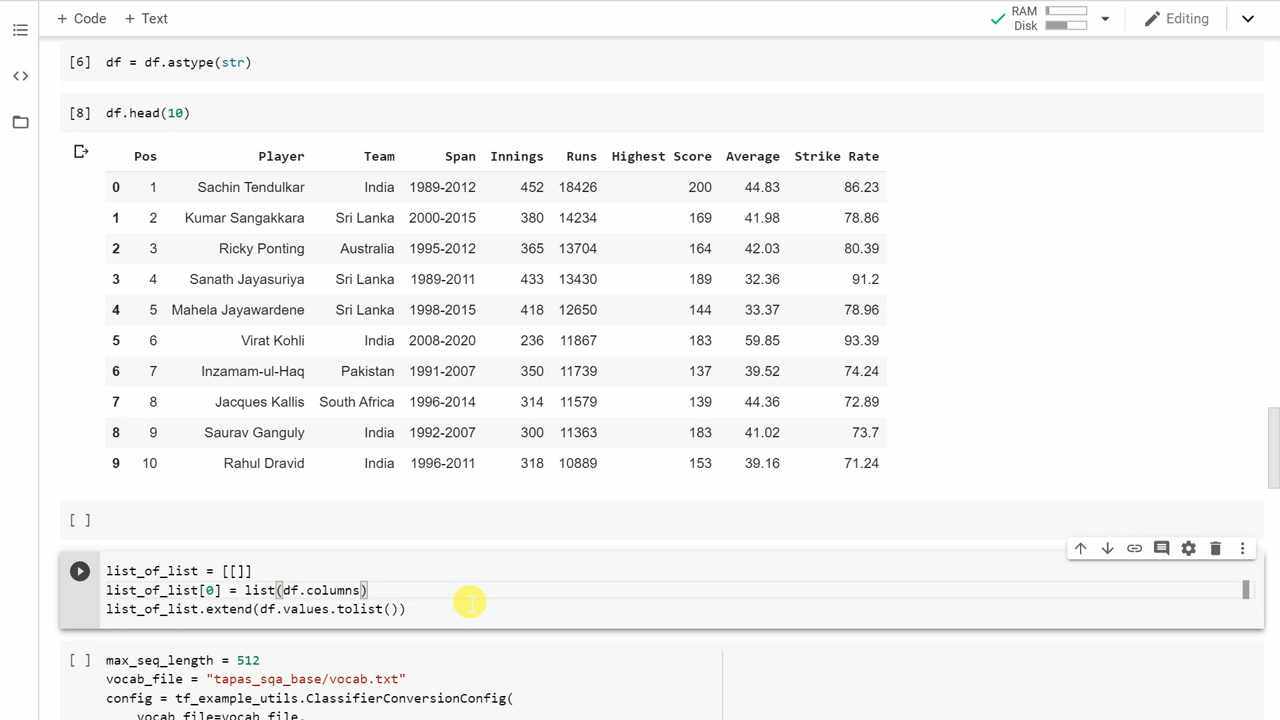 + Code + Text RAM Disk Editing
[6] df = df.astype(str)
[8] df.head(10)
Pos Player Team Span Innings Runs Highest Score Average Strike Rate
0 1 Sachin Tendulkar India 1989-2012 452 18426 200 44.83 86.23
1 2 Kumar Sangakkara Sri Lanka 2000-2015 380 14234 169 41.98 78.86
2 3 Ricky Ponting Australia 1995-2012 365 13704 164 42.03 80.39
3 4 Sanath Jayasuriya Sri Lanka 1989-2011 433 13430 189 32.36 91.2
4 5 Mahela Jayawardene Sri Lanka 1998-2015 418 12650 144 33.37 78.96
5 6 Virat Kohli India 2008-2020 236 11867 183 59.85 93.39
6 7 Inzamam-ul-Haq Pakistan 1991-2007 350 11739 137 39.52 74.24
7 8 Jacques Kallis South Africa 1996-2014 314 11579 139 44.36 72.89
8 9 Saurav Ganguly India 1992-2007 300 11363 183 41.02 73.7
9 10 Rahul Dravid India 1996-2011 318 10889 153 39.16 71.24
[ ]
list_of_list = [[]]
list_of_list[0] = list(df.columns)
list_of_list.extend(df.values.tolist())
[ ] max_seq_length = 512
vocab_file = "tapas_sqa_base/vocab.txt"
config = tf_example_utils.ClassifierConversionConfig(
vocab_file=vocab_file,